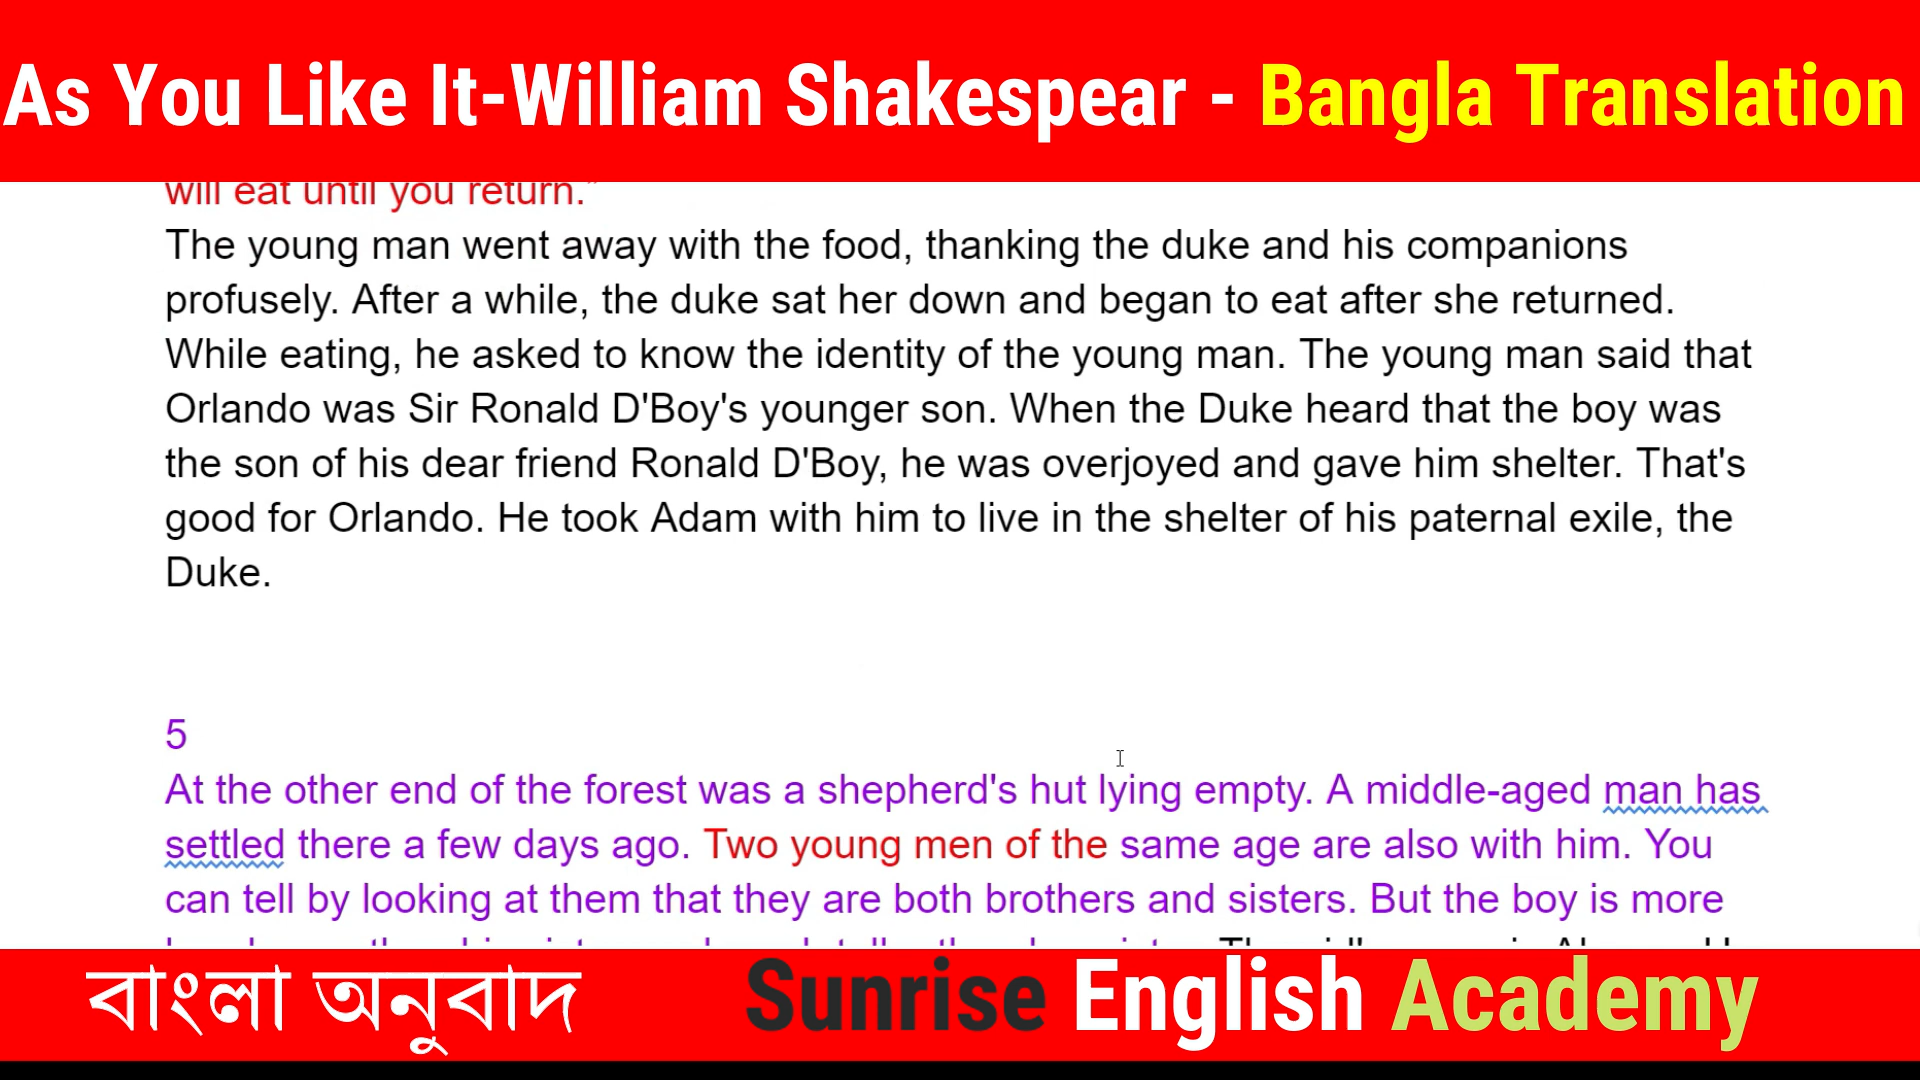 As You Like It-William Shakespear - Bangla Translation
will eat until you return."
The young man went away with the food, thanking the duke and his companions
profusely. After a while, the duke sat her down and began to eat after she returned.
While eating, he asked to know the identity of the young man. The young man said that
Orlando was Sir Ronald D'Boy's younger son. When the Duke heard that the boy was
the son of his dear friend Ronald D'Boy, he was overjoyed and gave him shelter. That's
good for Orlando. He took Adam with him to live in the shelter of his paternal exile, the
Duke.
5
At the other end of the forest was a shepherd's hut lying empty. A middle-aged man has
settled there a few days ago. Two young men of the same age are also with him. You
can tell by looking at them that they are both brothers and sisters. But the boy is more
বাংলা অনুবাদ
Sunrise English Academy